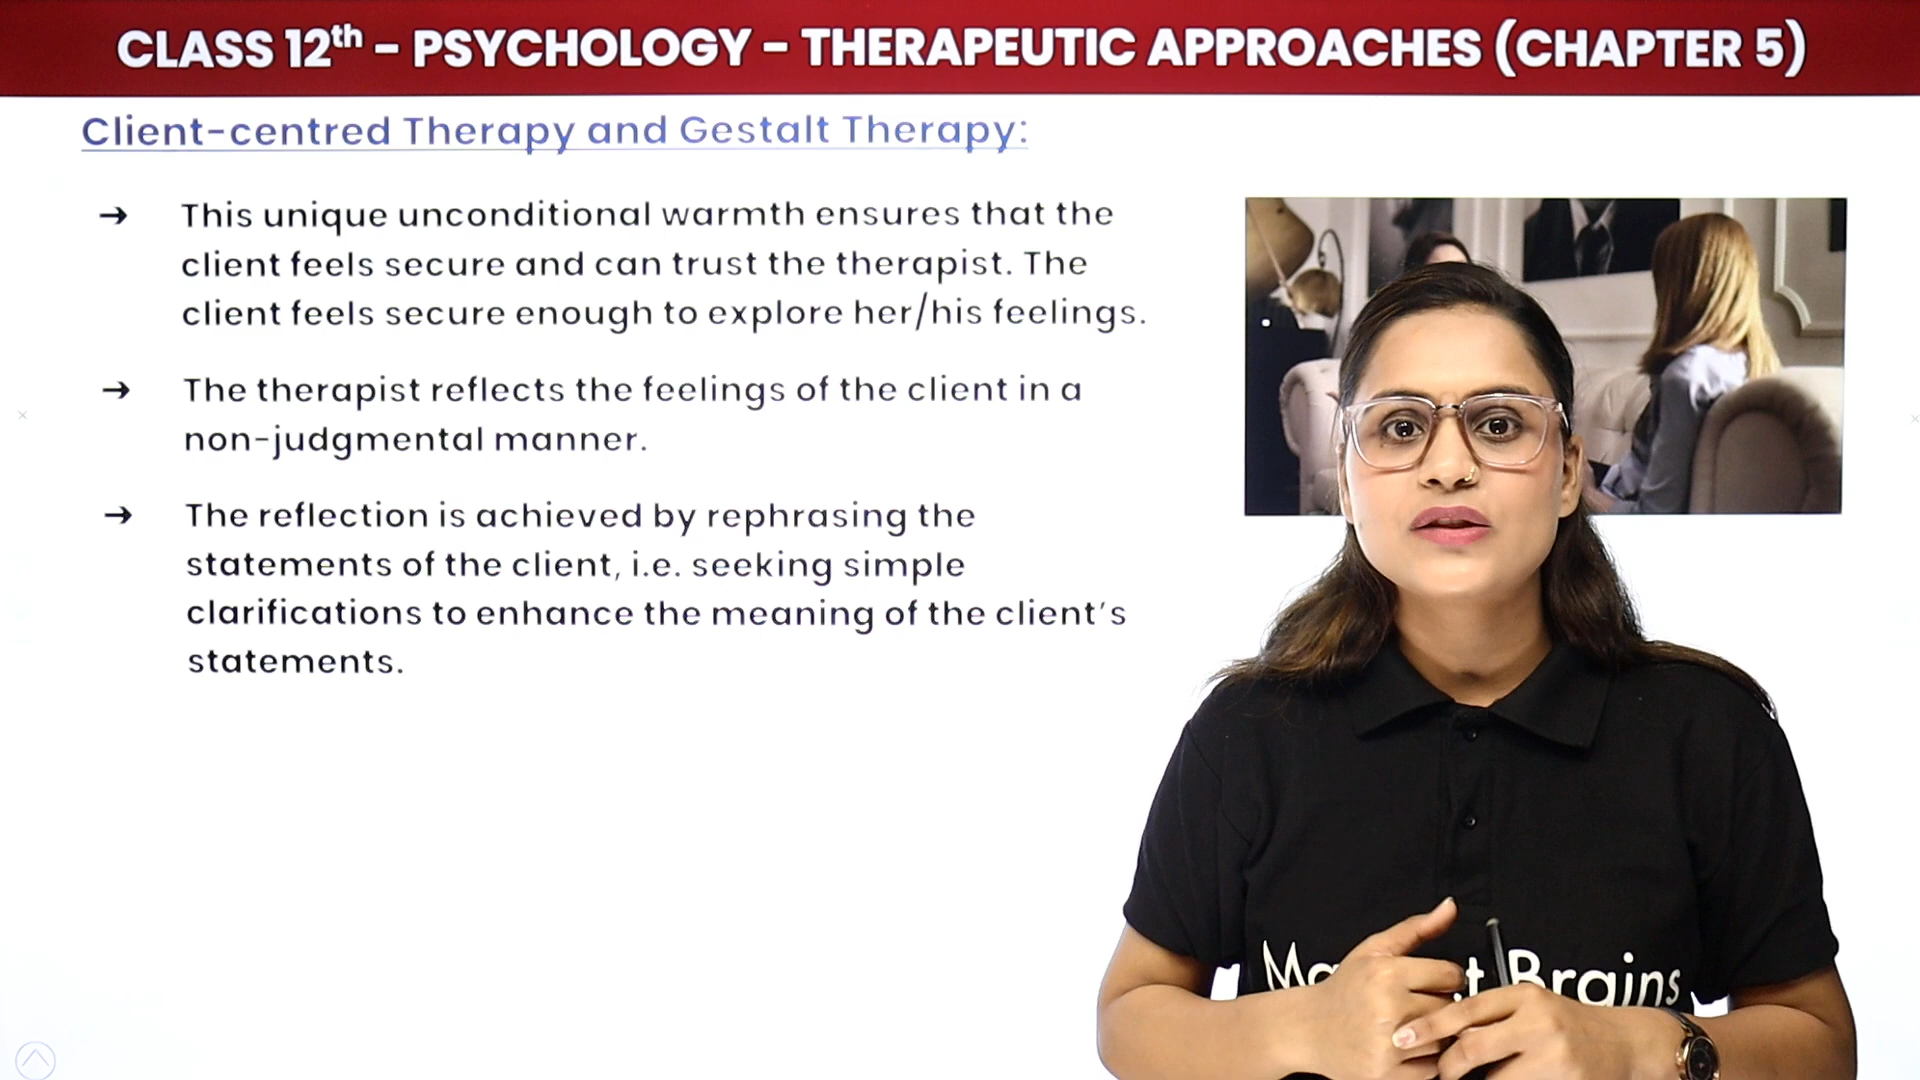 CLASS 12th – PSYCHOLOGY – THERAPEUTIC APPROACHES (CHAPTER 5)
Client-centred Therapy and Gestalt Therapy:
→ This unique unconditional warmth ensures that the
client feels secure and can trust the therapist. The
client feels secure enough to explore her/his feelings.
→ The therapist reflects the feelings of the client in a
non-judgmental manner.
→ The reflection is achieved by rephrasing the
statements of the client, i.e. seeking simple
clarifications to enhance the meaning of the client's
statements.
Brains